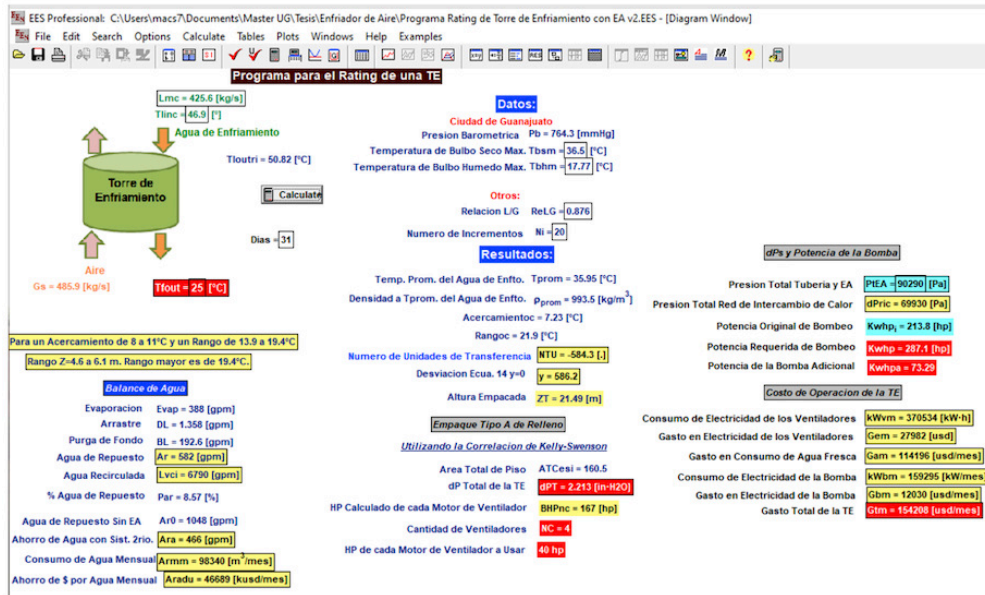 EES Professional: C:\Users\macs7\Documents\Master UG\Tesis\Enfriador de Aire\Programa Rating de Torre de Enfriamiento con EA v2.EES - [Diagram Window]
File Edit Search Options Calculate Tables Plots Windows Help Examples
Programa para el Rating de una TE
Lmc = 425.6 [kg/s]
Tlinc = 46.9 [°]
Agua de Enfriamiento
Tloutri = 50.82 [°C]
Torre de
Enfriamiento
Calculate
Dias = 31
Aire
Gs = 485.9 [kg/s]
Tfout = 25 [°C]
Para un Acercamiento de 8 a 11°C y un Rango de 13.9 a 19.4°C
Rango Z=4.6 a 6.1 m. Rango mayor es de 19.4°C.
Balance de Agua
Evaporacion Evap = 388 [gpm]
Arrastre DL = 1.358 [gpm]
Purga de Fondo BL = 192.6 [gpm]
Agua de Repuesto Ar = 582 [gpm]
Agua Recirculada Lvci = 6790 [gpm]
% Agua de Repuesto Par = 8.57 [%]
Agua de Repuesto Sin EA Ar0 = 1048 [gpm]
Ahorro de Agua con Sist. 2rio. Ara = 466 [gpm]
Consumo de Agua Mensual Armm = 98340 [m³/mes]
Ahorro de $ por Agua Mensual Aradu = 46689 [kusd/mes]
Datos:
Ciudad de Guanajuato
Presion Barometrica Pb = 764.3 [mmHg]
Temperatura de Bulbo Seco Max. Tbsm = 36.5 [°C]
Temperatura de Bulbo Humedo Max. Tbhm = 17.77 [°C]
Otros:
Relacion L/G ReLG = 0.876
Numero de Incrementos Ni = 20
Resultados:
Temp. Prom. del Agua de Enfto. Tprom = 35.95 [°C]
Densidad a Tprom. del Agua de Enfto. ρprom = 993.5 [kg/m³]
Acercamientoc = 7.23 [°C]
Rangoc = 21.9 [°C]
Numero de Unidades de Transferencia NTU = -584.3 [.]
Desviacion Ecua. 14 y=0 y = 586.2
Altura Empacada ZT = 21.49 [m]
Empaque Tipo A de Relleno
Utilizando la Correlacion de Kelly-Swenson
Area Total de Piso ATCesi = 160.5
dP Total de la TE dPT = 2.213 [in-H2O]
HP Calculado de cada Motor de Ventilador BHPnc = 167 [hp]
Cantidad de Ventiladores NC = 4
HP de cada Motor de Ventilador a Usar 40 hp
dPs y Potencia de la Bomba
Presion Total Tuberia y EA PtEA = 90290 [Pa]
Presion Total Red de Intercambio de Calor dPric = 69930 [Pa]
Potencia Original de Bombeo Kwhpi = 213.8 [hp]
Potencia Requerida de Bombeo Kwhp = 287.1 [hp]
Potencia de la Bomba Adicional Kwhpa = 73.29
Costo de Operacion de la TE
Consumo de Electricidad de los Ventiladores kWvm = 370534 [kW·h]
Gasto en Electricidad de los Ventiladores Gem = 27982 [usd]
Gasto en Consumo de Agua Fresca Gam = 114196 [usd/mes]
Consumo de Electricidad de la Bomba kWbm = 159295 [kW/mes]
Gasto en Electricidad de la Bomba Gbm = 12030 [usd/mes]
Gasto Total de la TE Gtm = 154208 [usd/mes]